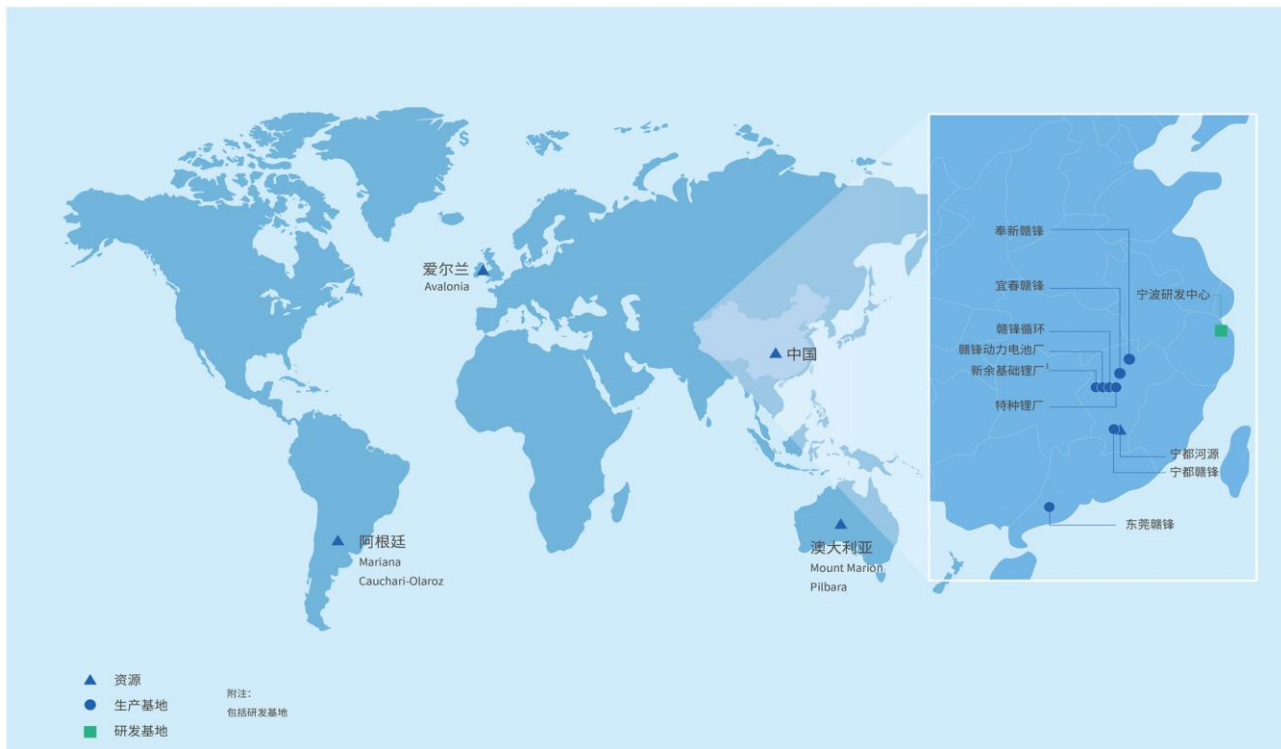 爱尔兰
Avalonia
中国
阿根廷
Mariana
Cauchari-Olaroz
澳大利亚
Mount Marion
Pilbara
奉新赣锋
宜春赣锋
宁波研发中心
赣锋循环
赣锋动力电池厂
新余基础锂厂1
特种锂厂
宁都河源
宁都赣锋
东莞赣锋
资源
生产基地
研发基地
附注：
包括研发基地